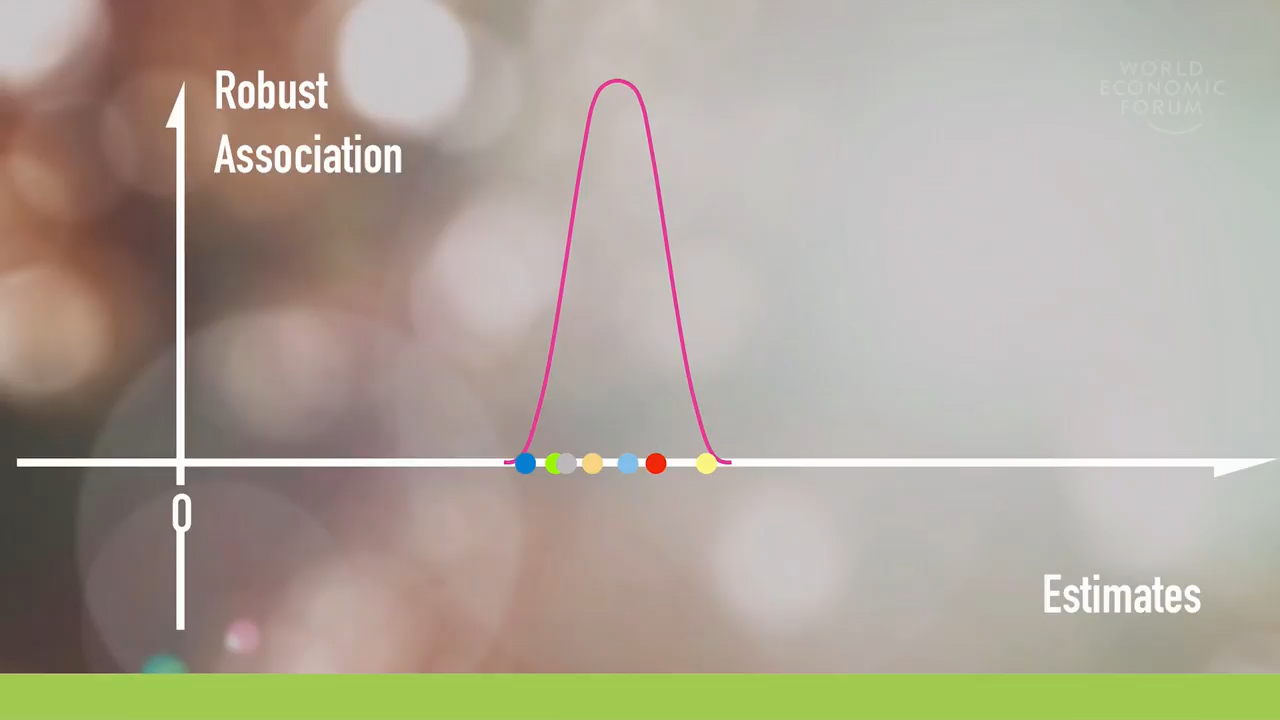 Robust
Association
WORLD
ECONOMIC
FORUM
0
Estimates